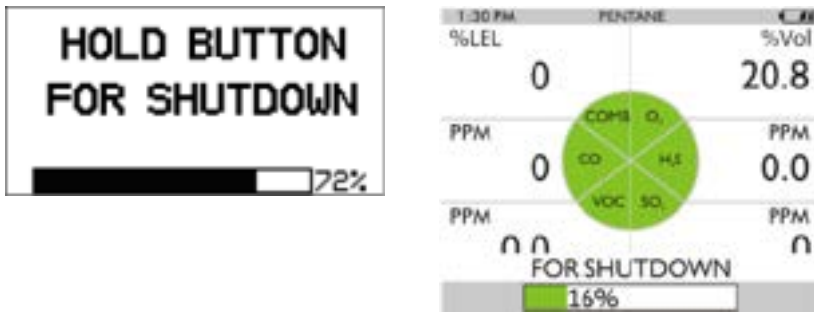 HOLD BUTTON
FOR SHUTDOWN
72%
1:30 PM PENTANE
%LEL %Vol
0 20.8
COMB O₂
PPM PPM
CO H₂S
0 0.0
VOC SO₂
PPM PPM
FOR SHUTDOWN
16%